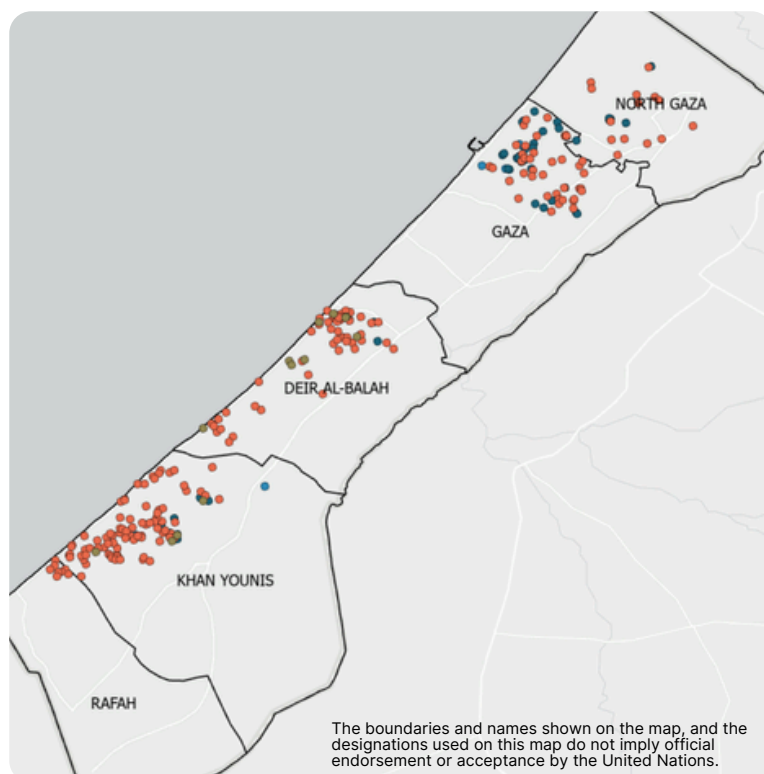 NORTH GAZA
GAZA
DEIR AL-BALAH
KHAN YOUNIS
RAFAH
The boundaries and names shown on the map, and the
designations used on this map do not imply official
endorsement or acceptance by the United Nations.